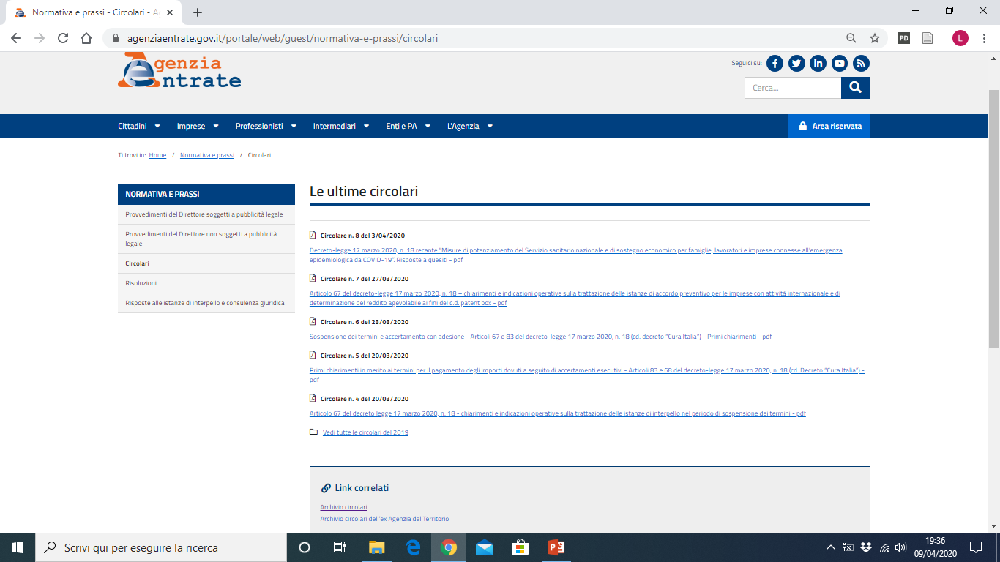 Normativa e prassi - Circolari - A
agenziaentrate.gov.it/portale/web/guest/normativa-e-prassi/circolari
PD
L
genzia
ntrate
Seguici su:
Cerca...
Cittadini
Imprese
Professionisti
Intermediari
Enti e PA
L'Agenzia
Area riservata
Ti trovi in: Home / Normativa e prassi / Circolari
NORMATIVA E PRASSI
Provvedimenti del Direttore soggetti a pubblicità legale
Provvedimenti del Direttore non soggetti a pubblicità
legale
Circolari
Risoluzioni
Risposte alle istanze di interpello e consulenza giuridica
Le ultime circolari
Circolare n. 8 del 3/04/2020
Decreto-legge 17 marzo 2020, n. 18 recante "Misure di potenziamento del Servizio sanitario nazionale e di sostegno economico per famiglie, lavoratori e imprese connesse all'emergenza
epidemiologica da COVID-19". Risposte a quesiti - pdf
Circolare n. 7 del 27/03/2020
Articolo 67 del decreto-legge 17 marzo 2020, n. 18 – chiarimenti e indicazioni operative sulla trattazione delle istanze di accordo preventivo per le imprese con attività internazionale e di
determinazione del reddito agevolabile ai fini del c.d. patent box - pdf
Circolare n. 6 del 23/03/2020
Sospensione dei termini e accertamento con adesione - Articoli 67 e 83 del decreto-legge 17 marzo 2020, n. 18 (cd. decreto "Cura Italia") - Primi chiarimenti - pdf
Circolare n. 5 del 20/03/2020
Primi chiarimenti in merito ai termini per il pagamento degli importi dovuti a seguito di accertamenti esecutivi - Articoli 83 e 68 del decreto-legge 17 marzo 2020, n. 18 (cd. Decreto "Cura Italia") -
pdf
Circolare n. 4 del 20/03/2020
Articolo 67 del decreto legge 17 marzo 2020, n. 18 - chiarimenti e indicazioni operative sulla trattazione delle istanze di interpello nel periodo di sospensione dei termini - pdf
Vedi tutte le circolari del 2019
Link correlati
Archivio circolari
Archivio circolari dell'ex Agenzia del Territorio
Scrivi qui per eseguire la ricerca
19:36
09/04/2020